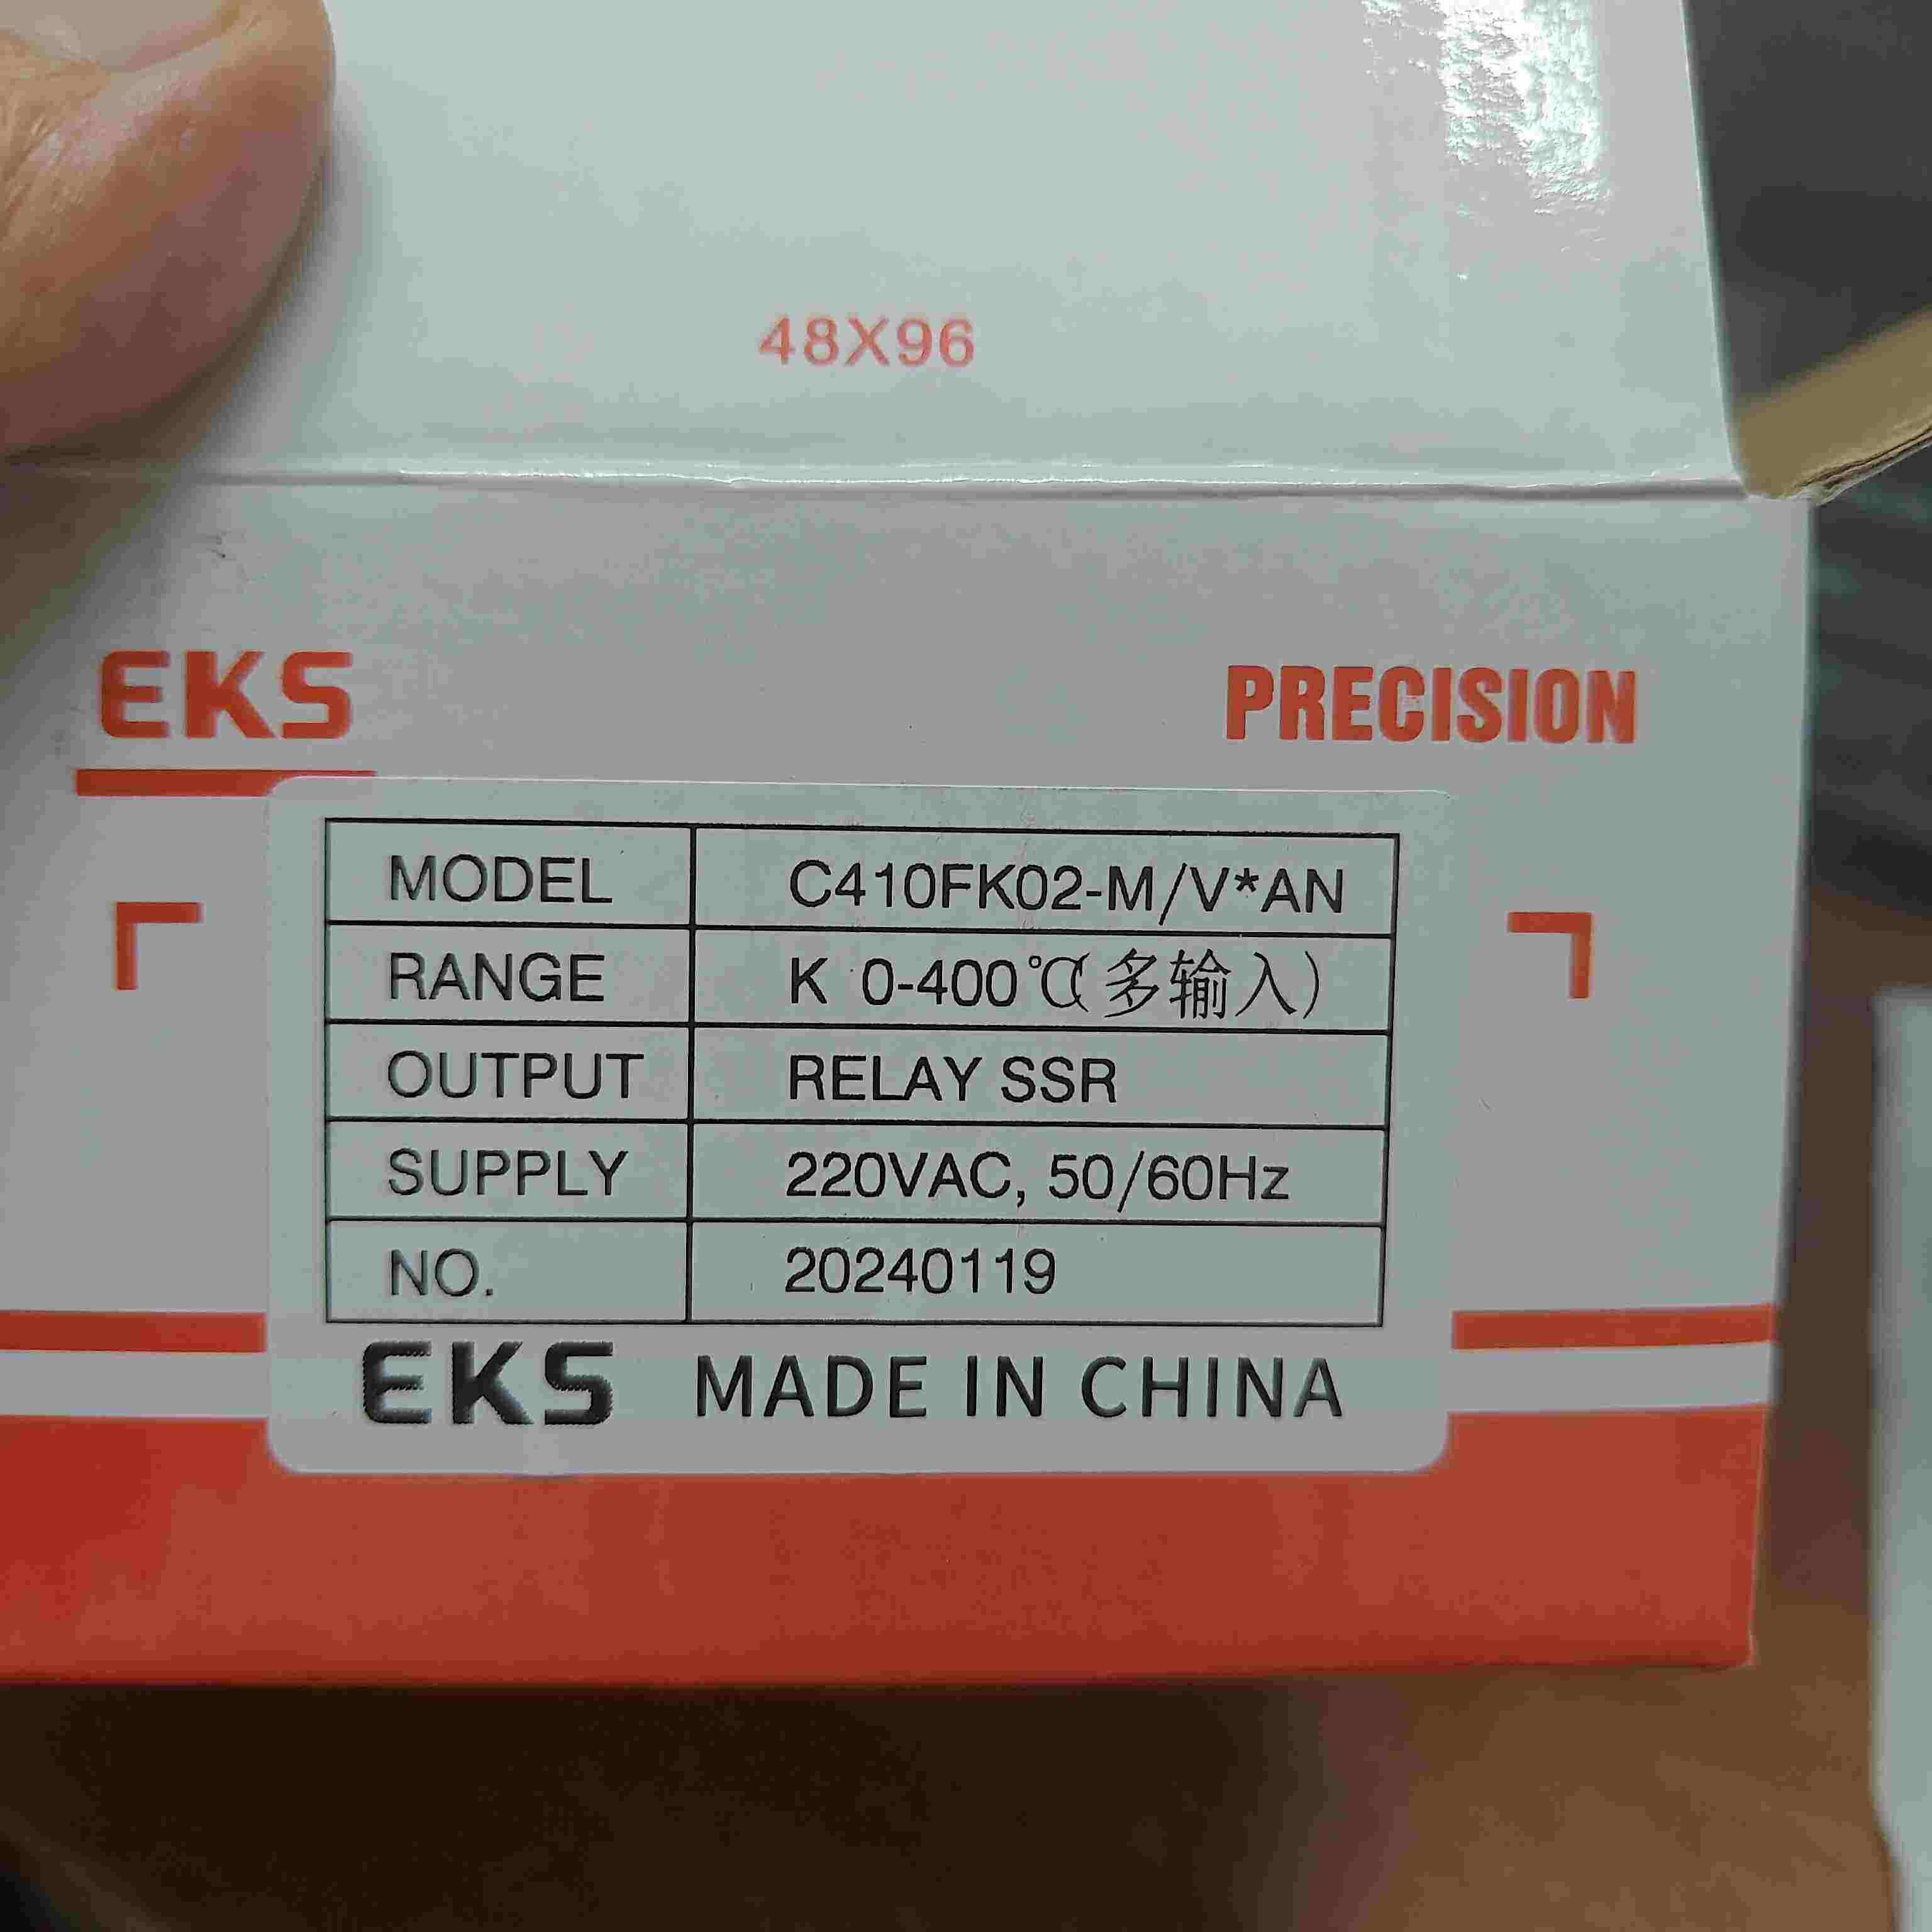 48X96
EKS
PRECISION
MODEL C410FK02-M/V*AN
RANGE K 0-400℃(多输入)
OUTPUT RELAY SSR
SUPPLY 220VAC, 50/60Hz
NO. 20240119
EKS MADE IN CHINA